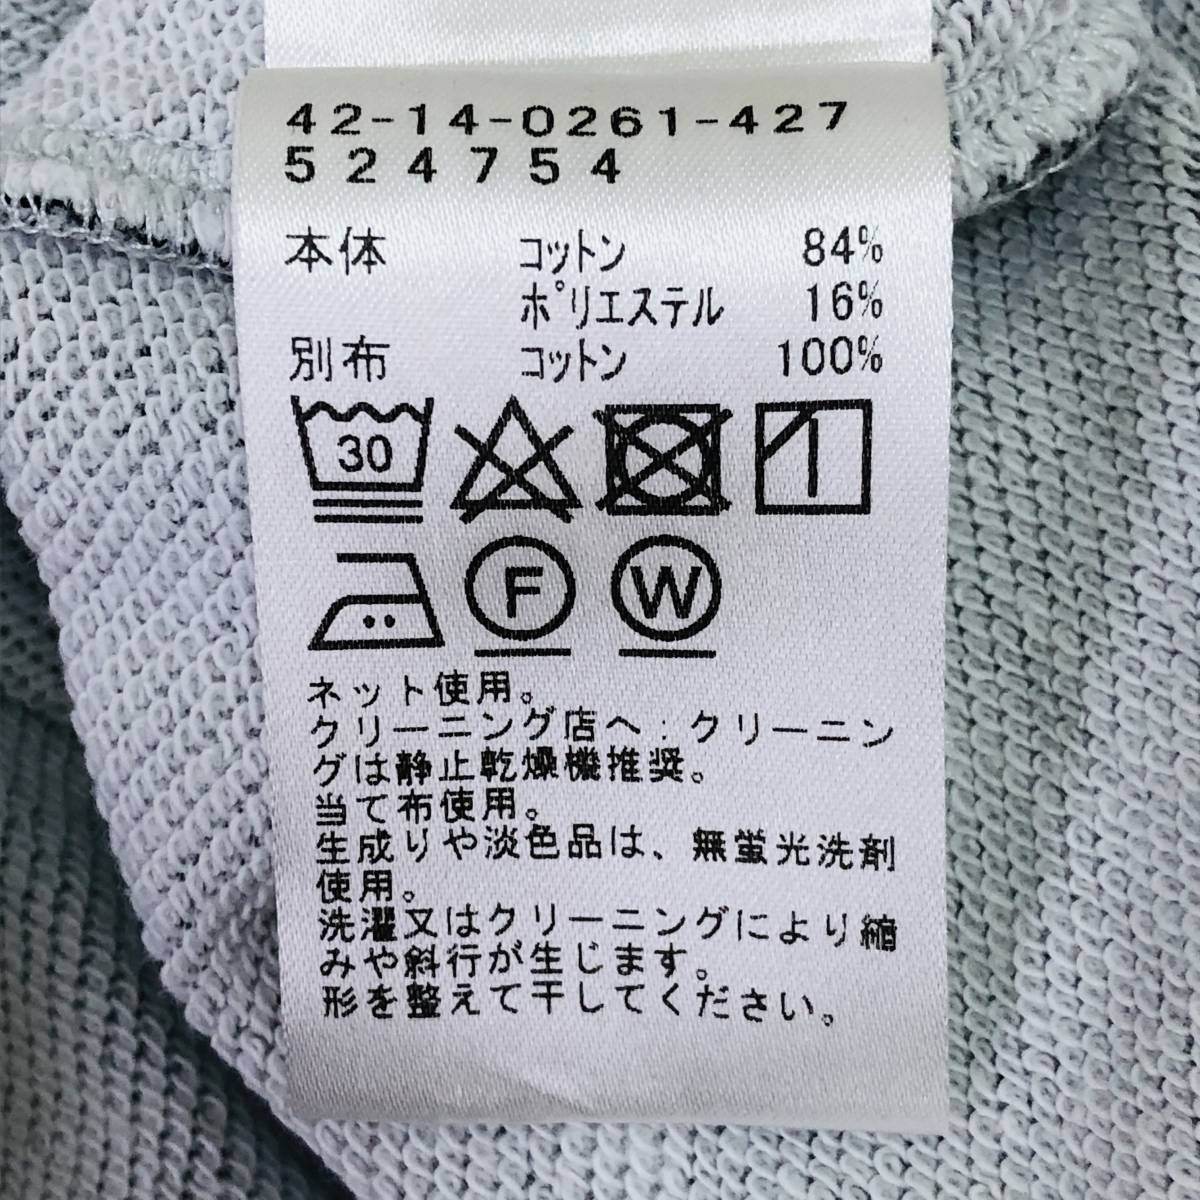 42-14-0261-427
524754
本体 コットン 84%
ポリエステル 16%
別布 コットン 100%
30
F W
ネット使用。
クリーニング店へ:クリーニン
グは静止乾燥機推奨。
当て布使用。
生成りや淡色品は、無蛍光洗剤
使用。
洗濯又はクリーニングにより縮
みや斜行が生じます。
形を整えて干してください。